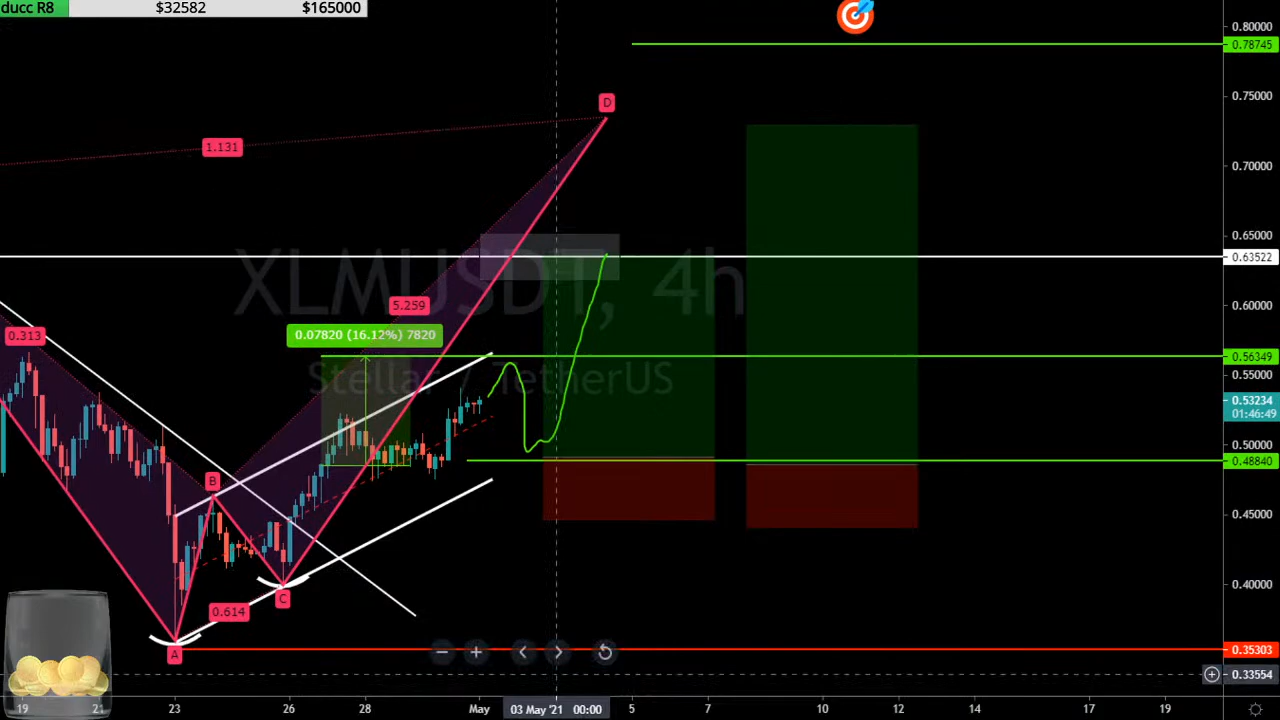 ducc R8 $32582 $165000
0.80000
0.78745
D
0.75000
1.131
0.70000
0.65000
XLMUSDT, 4h
0.63522
5.259
0.60000
0.313
0.07820 (16.12%) 7820
0.56349
Stellar / TetherUS
0.55000
0.53234
01:46:49
0.50000
0.48840
B
0.45000
0.40000
C
0.614
A
0.35303
0.33554
19 21 23 26 28 May 03 May '21 00:00 5 7 10 12 14 17 19